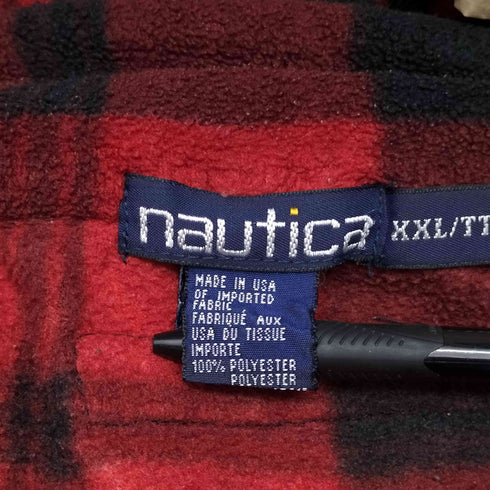 nautica
XXL/TT
MADE IN USA
OF IMPORTED
FABRIC
FABRIQUÉ AUX
USA DU TISSUE
IMPORTE
100% POLYESTER
POLYESTER